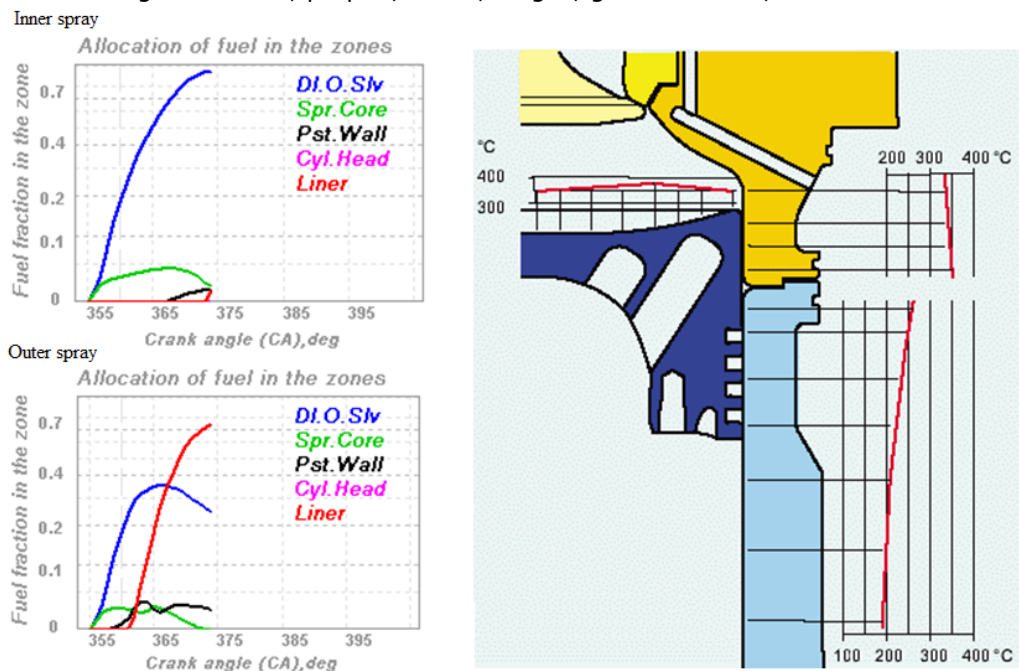 Inner spray
Allocation of fuel in the zones
Fuel fraction in the zone
0.7
0.4
0.2
0.1
0
Dl.O.Slv
Spr.Core
Pst.Wall
Cyl.Head
Liner
355 365 375 385 395
Crank angle (CA),deg
Outer spray
Allocation of fuel in the zones
Fuel fraction in the zone
0.7
0.4
0.2
0.1
0
Dl.O.Slv
Spr.Core
Pst.Wall
Cyl.Head
Liner
355 365 375 385 395
Crank angle (CA),deg
°C
400
300
200 300 400 °C
100 200 300 400 °C